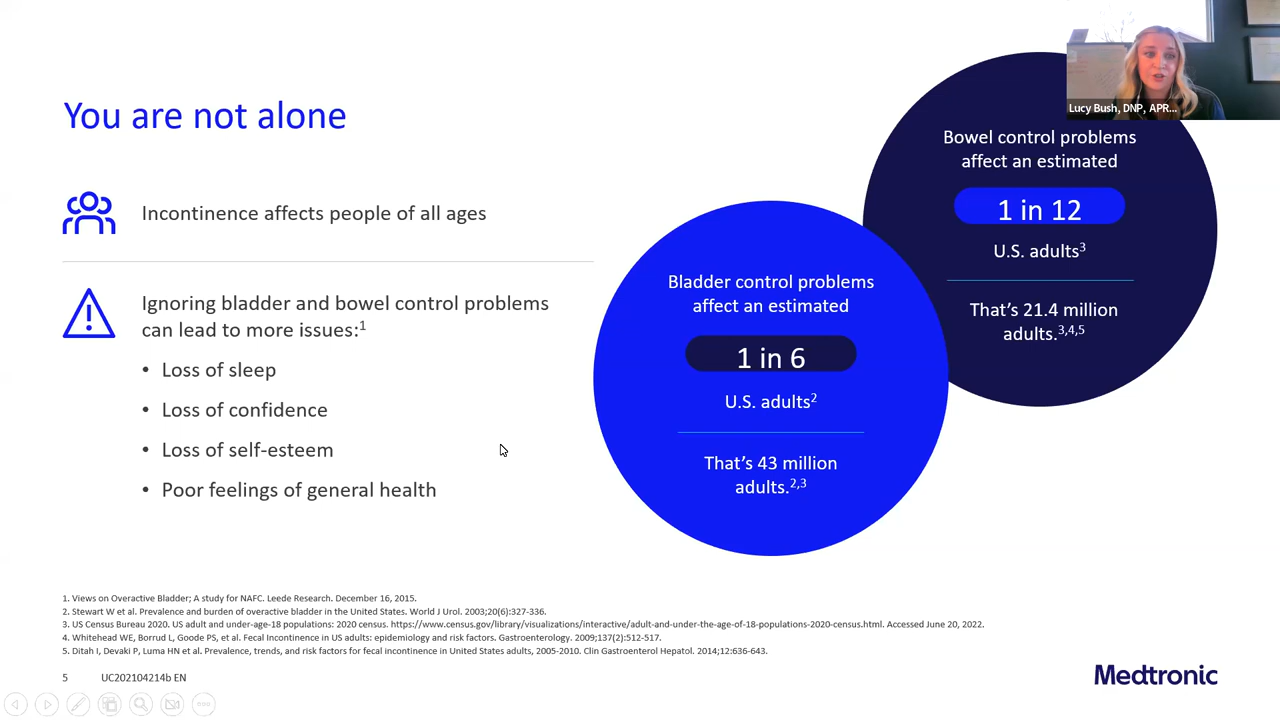 You are not alone
Incontinence affects people of all ages
Ignoring bladder and bowel control problems
can lead to more issues:1
• Loss of sleep
• Loss of confidence
• Loss of self-esteem
• Poor feelings of general health
Bladder control problems
affect an estimated
1 in 6
U.S. adults2
That's 43 million
adults.2,3
Lucy Bush, DNP, APR...
Bowel control problems
affect an estimated
1 in 12
U.S. adults3
That's 21.4 million
adults.3,4,5
1. Views on Overactive Bladder; A study for NAFC. Leede Research. December 16, 2015.
2. Stewart W et al. Prevalence and burden of overactive bladder in the United States. World J Urol. 2003;20(6):327-336.
3. US Census Bureau 2020. US adult and under-age-18 populations: 2020 census. https://www.census.gov/library/visualizations/interactive/adult-and-under-the-age-of-18-populations-2020-census.html. Accessed June 20, 2022.
4. Whitehead WE, Borrud L, Goode PS, et al. Fecal Incontinence in US adults: epidemiology and risk factors. Gastroenterology. 2009;137(2):512-517.
5. Ditah I, Devaki P, Luma HN et al. Prevalence, trends, and risk factors for fecal incontinence in United States adults, 2005-2010. Clin Gastroenterol Hepatol. 2014;12:636-643.
5 UC202104214b EN
Medtronic